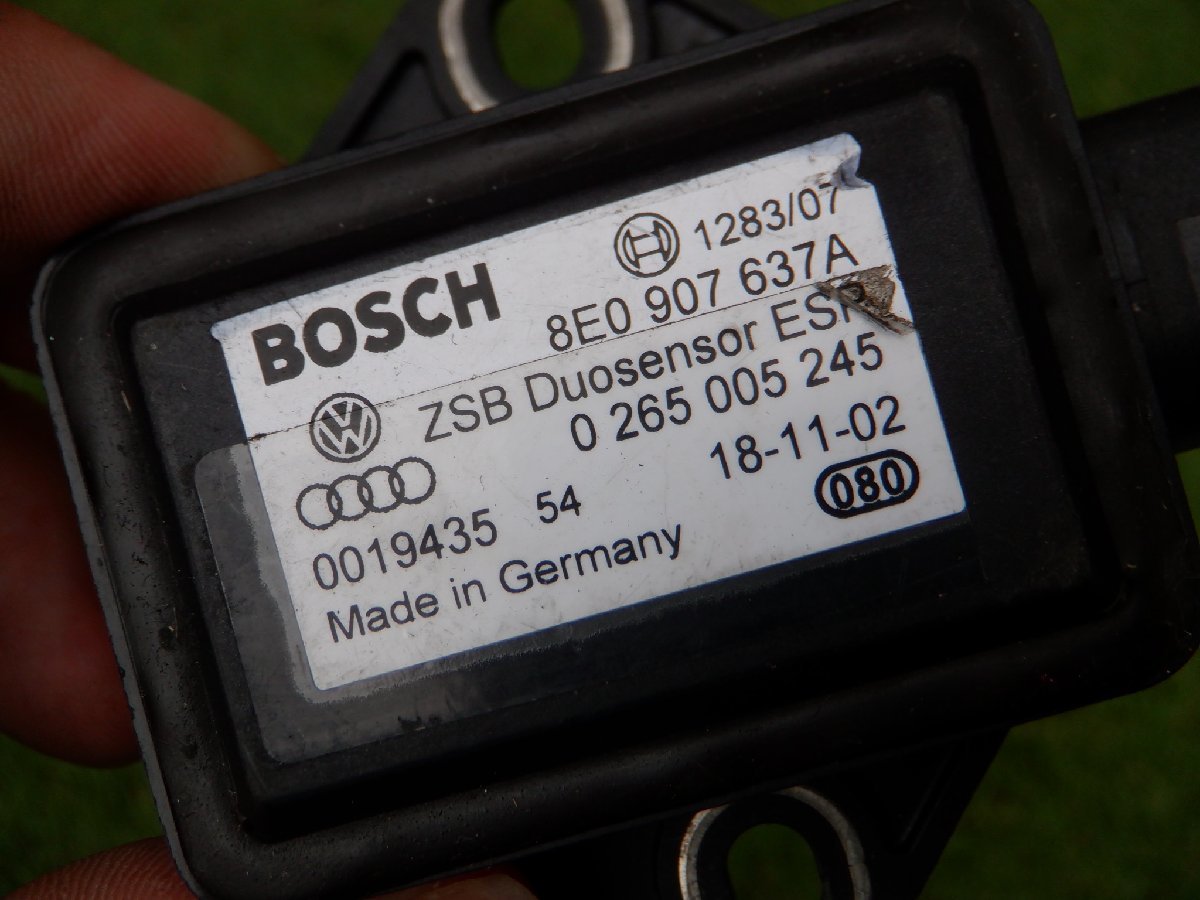 1283/07
BOSCH 8E0 907 637A
ZSB Duosensor
0 265 005 245
18-11-02
0019435 54 080
Made in Germany